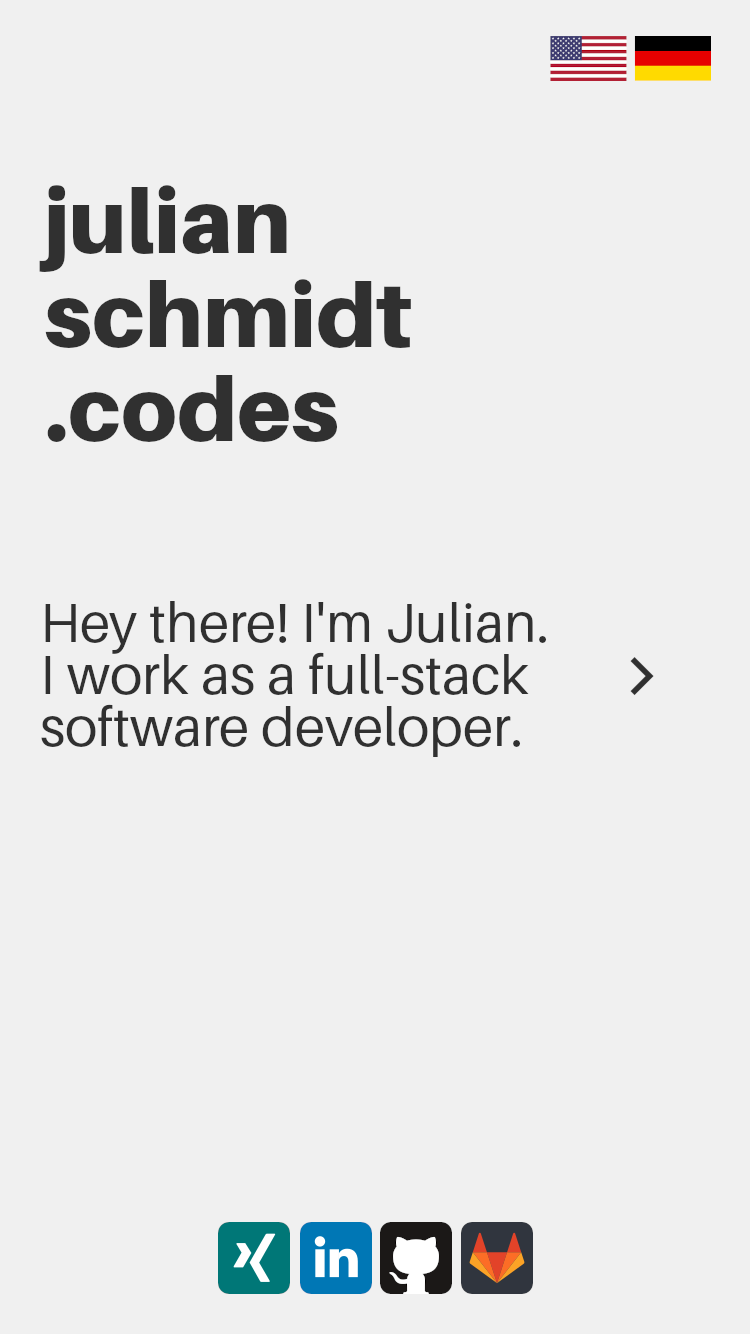 julian
schmidt
.codes
Hey there! I'm Julian.
I work as a full-stack
software developer.
in